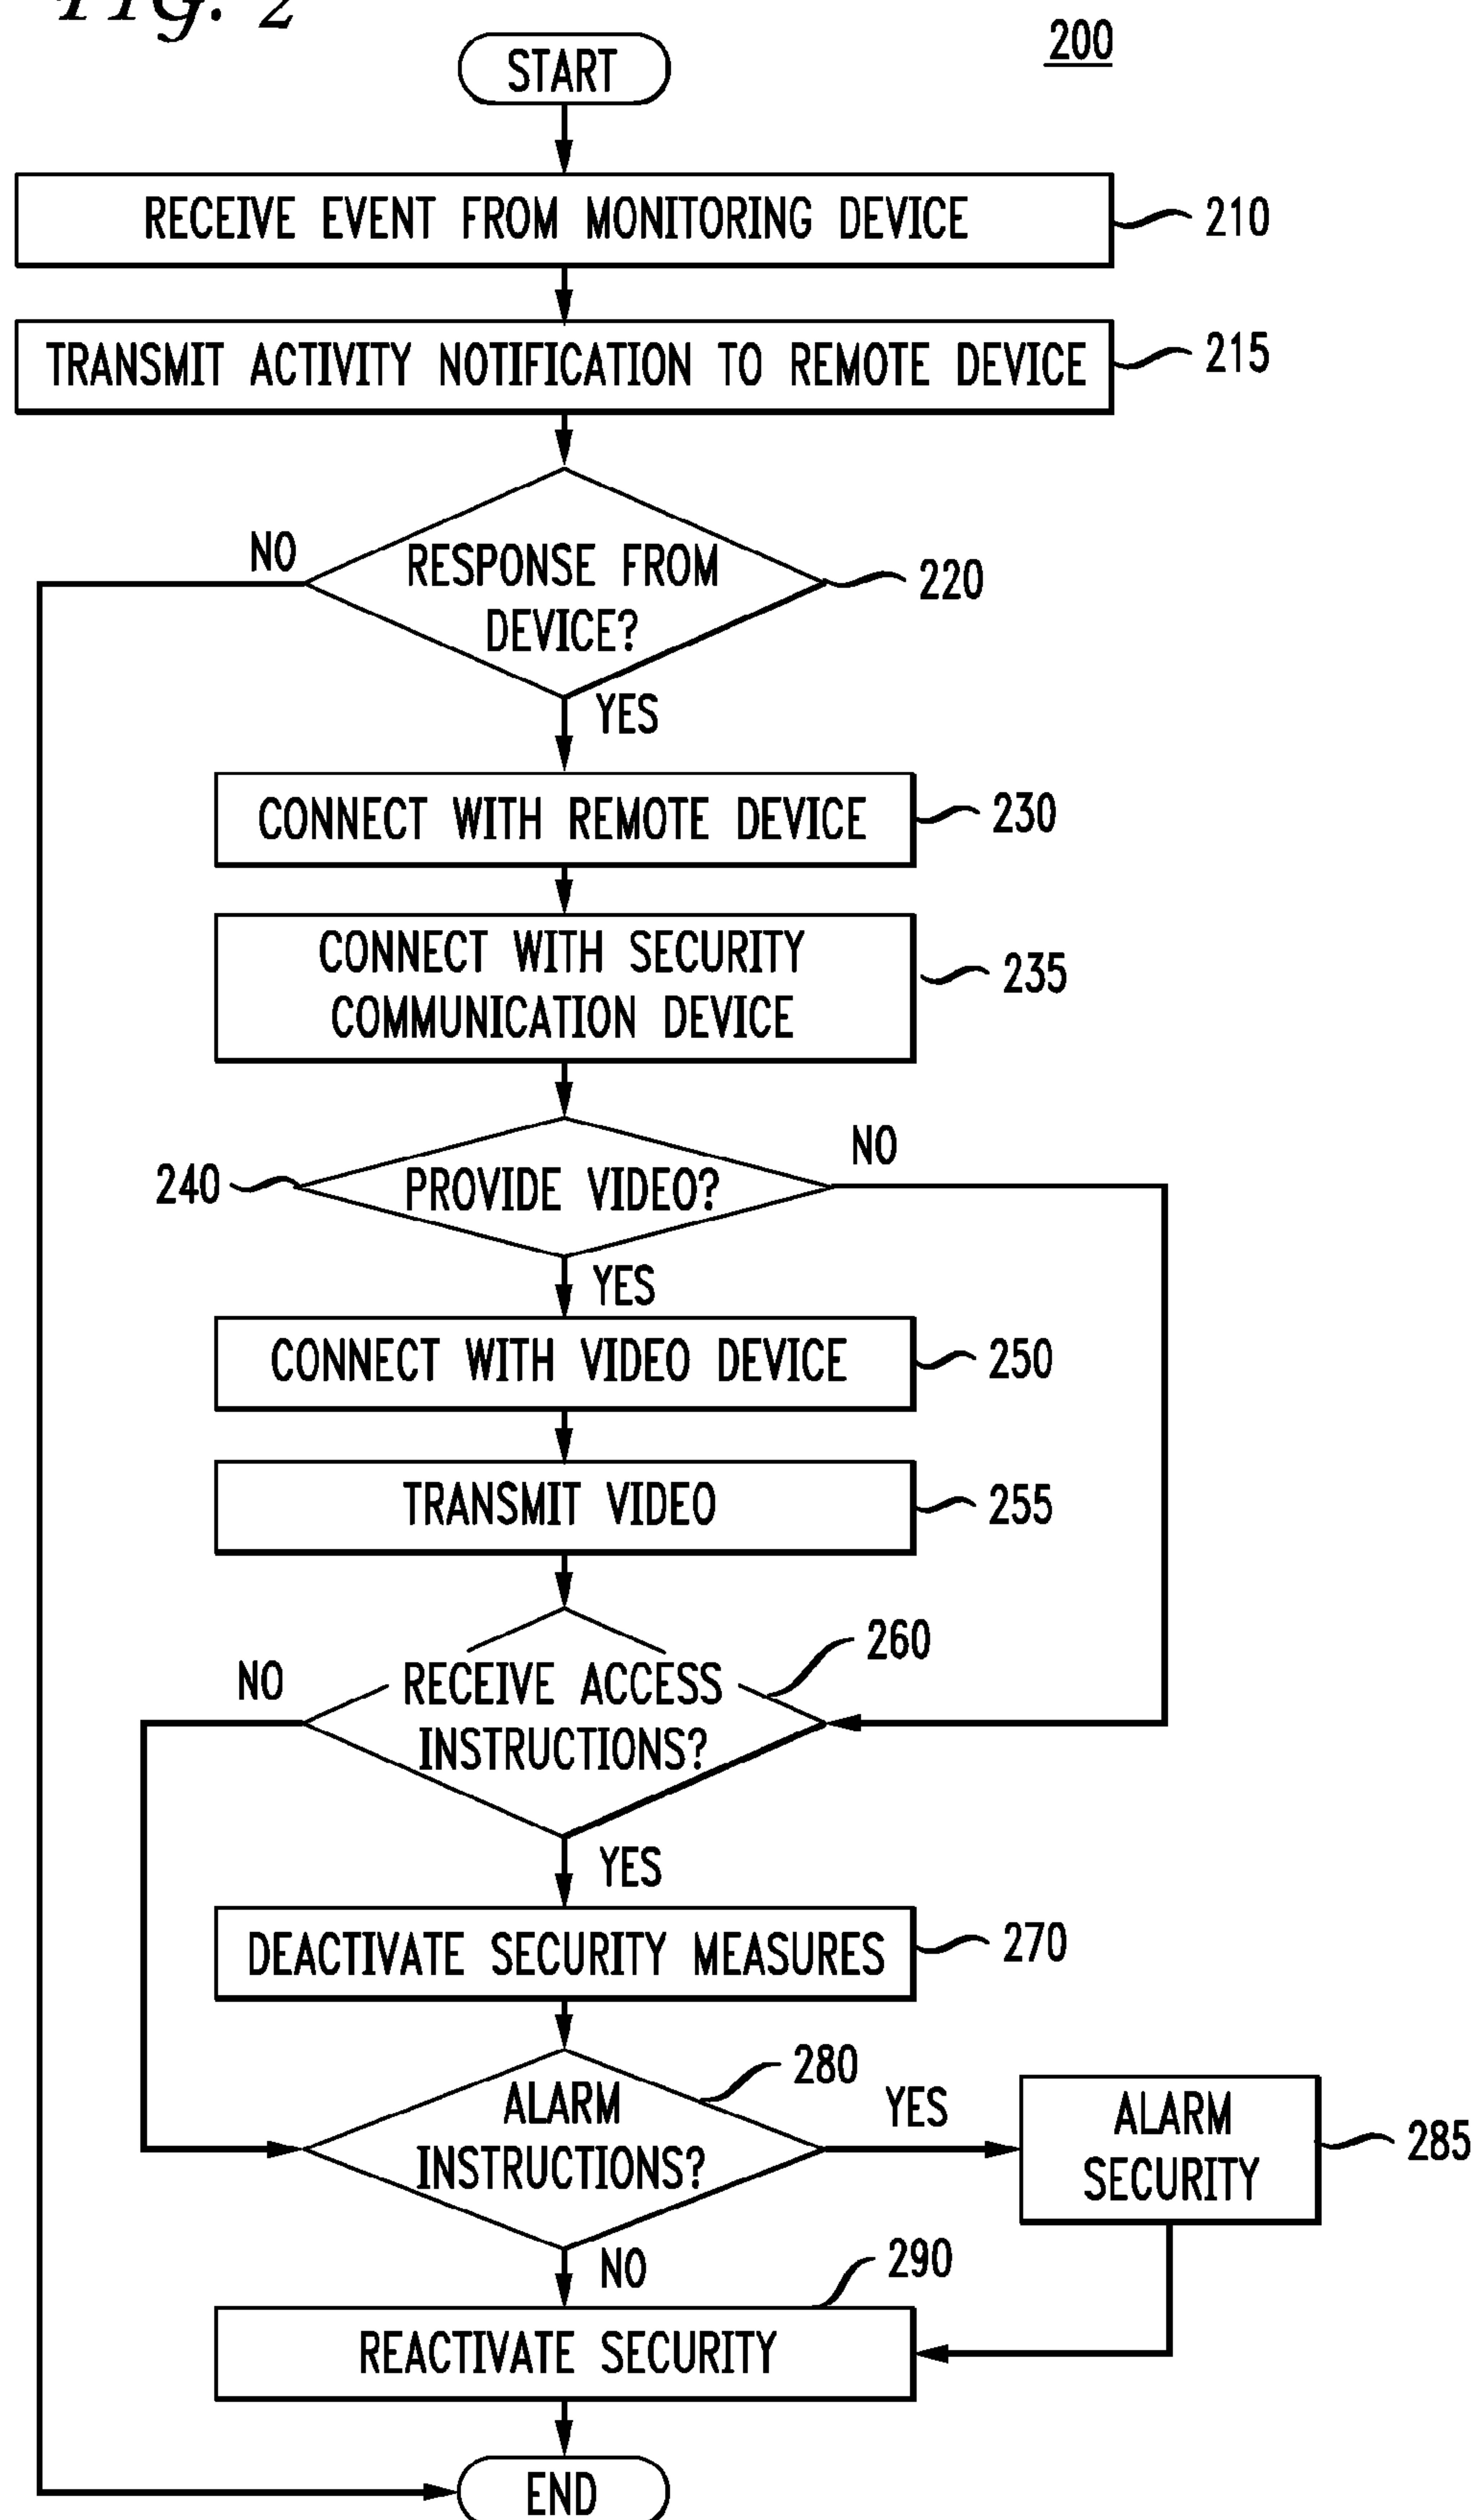 FIG. 2
200
START
RECEIVE EVENT FROM MONITORING DEVICE
210
TRANSMIT ACTIVITY NOTIFICATION TO REMOTE DEVICE
215
NO
RESPONSE FROM
DEVICE?
220
YES
CONNECT WITH REMOTE DEVICE
230
CONNECT WITH SECURITY
COMMUNICATION DEVICE
235
NO
240
PROVIDE VIDEO?
YES
CONNECT WITH VIDEO DEVICE
250
TRANSMIT VIDEO
255
260
NO
RECEIVE ACCESS
INSTRUCTIONS?
YES
DEACTIVATE SECURITY MEASURES
270
280
ALARM
INSTRUCTIONS?
YES
ALARM
SECURITY
285
NO
290
REACTIVATE SECURITY
END